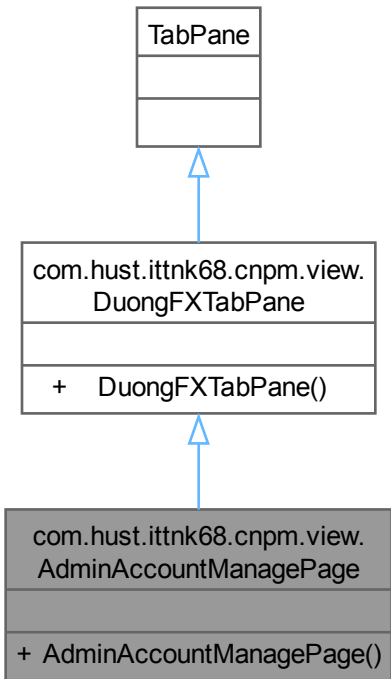 TabPane
com.hust.ittnk68.cnpm.view.
DuongFXTabPane
+ DuongFXTabPane()
com.hust.ittnk68.cnpm.view.
AdminAccountManagePage
+ AdminAccountManagePage()